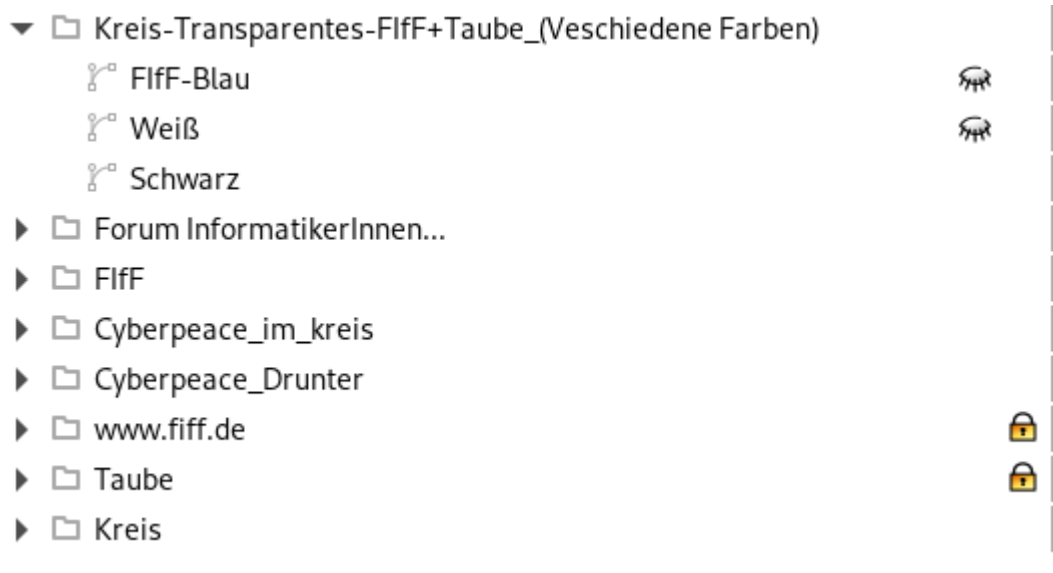 Kreis-Transparentes-FIfF+Taube_(Veschiedene Farben)
FIfF-Blau
Weiß
Schwarz
Forum InformatikerInnen...
FIfF
Cyberpeace_im_kreis
Cyberpeace_Drunter
www.fiff.de
Taube
Kreis